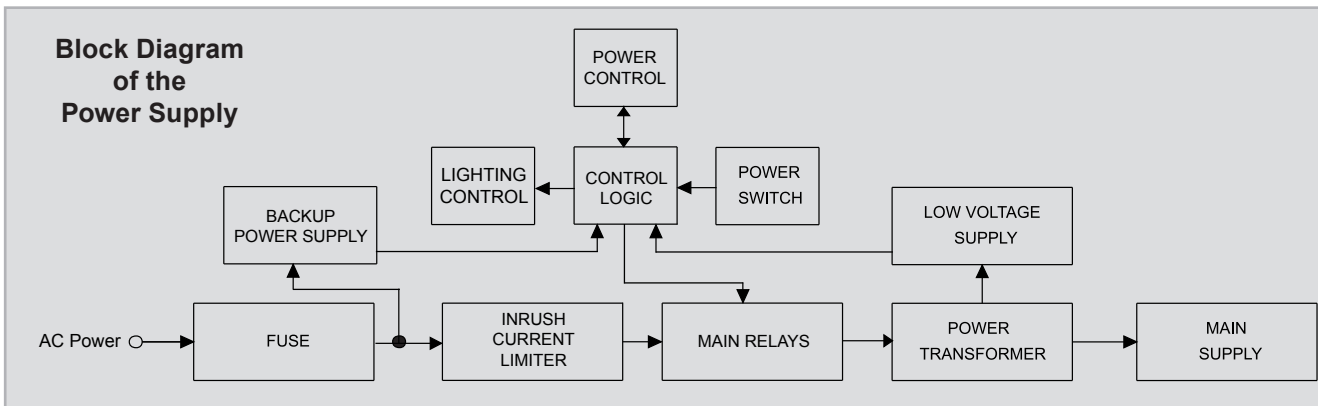 Block Diagram
of the
Power Supply
POWER
CONTROL
LIGHTING
CONTROL
CONTROL
LOGIC
POWER
SWITCH
BACKUP
POWER SUPPLY
LOW VOLTAGE
SUPPLY
AC Power
FUSE
INRUSH
CURRENT
LIMITER
MAIN RELAYS
POWER
TRANSFORMER
MAIN
SUPPLY